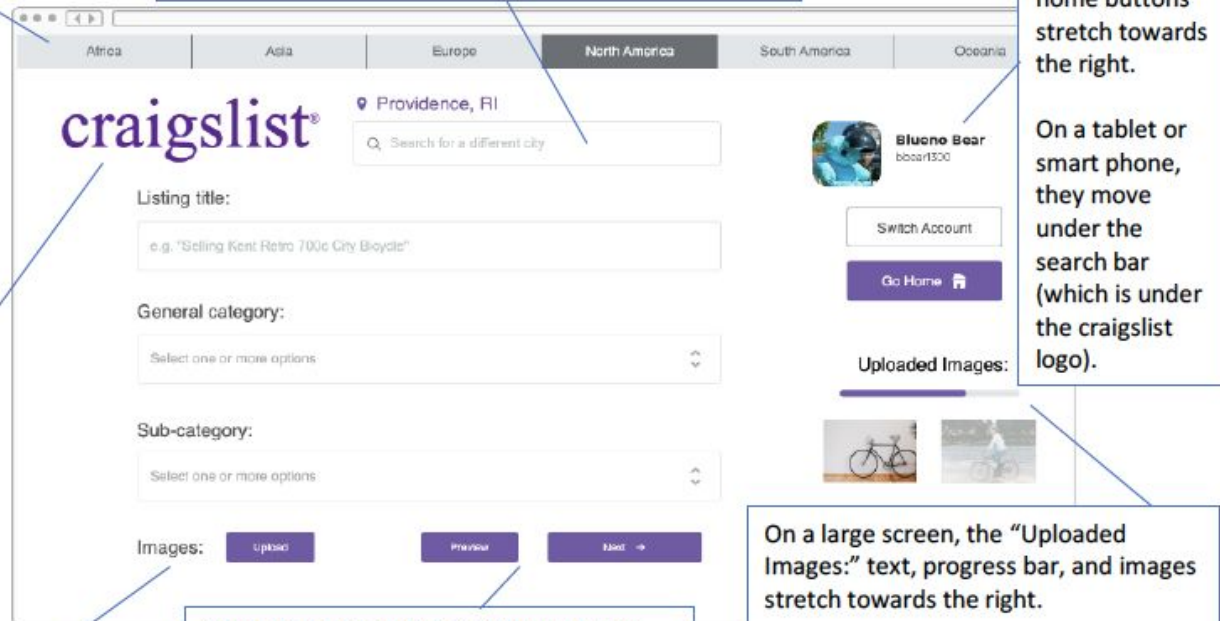 home buttons
stretch towards
the right.
On a tablet or
smart phone,
they move
under the
search bar
(which is under
the craigslist
logo).
Africa
Asia
Europe
North America
South America
Oceania
craigslist®
Providence, RI
Search for a different city
Blueno Bear
bbear1300
Listing title:
e.g. "Selling Kent Retro 700c City Bicycle"
Switch Account
Go Home
General category:
Select one or more options
Uploaded Images:
Sub-category:
Select one or more options
Images:
Upload
Preview
Next →
On a large screen, the “Uploaded
Images:” text, progress bar, and images
stretch towards the right.